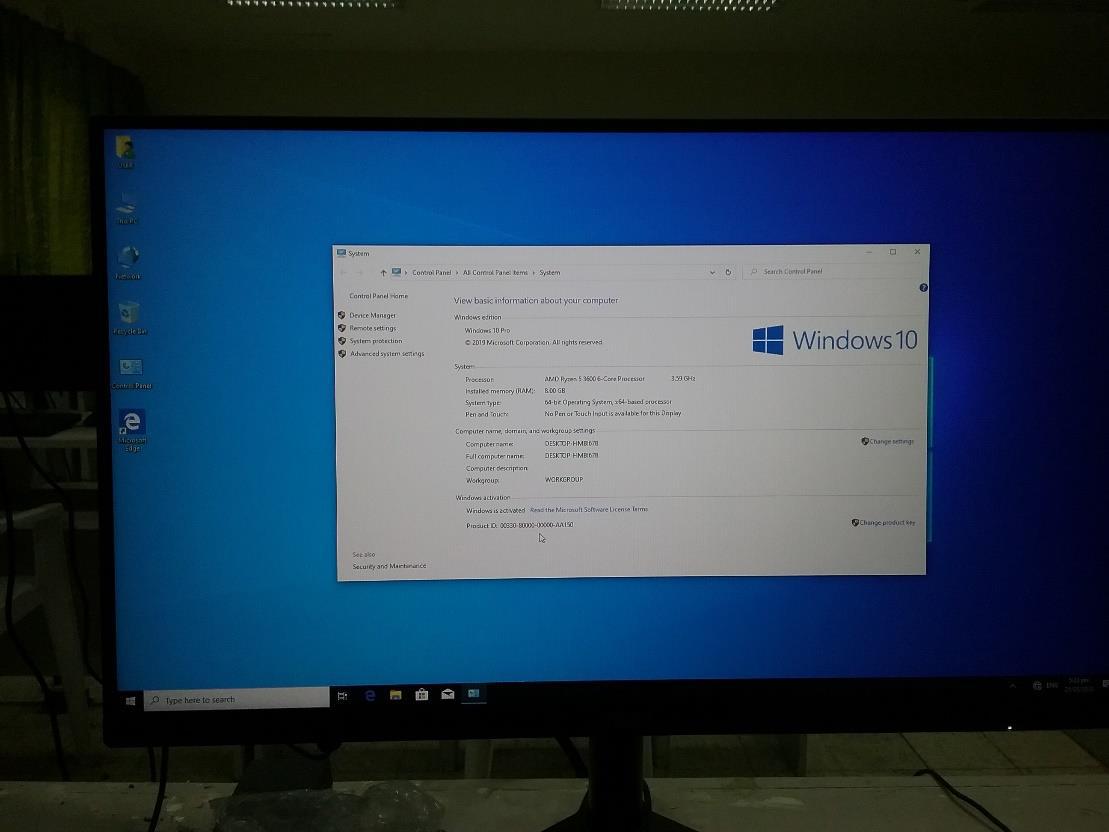 USER
This PC
Network
Recycle Bin
Control Panel
Microsoft
Edge
System
Control Panel > All Control Panel Items > System
Search Control Panel
Control Panel Home
Device Manager
Remote settings
System protection
Advanced system settings
See also
Security and Maintenance
View basic information about your computer
Windows edition
Windows 10 Pro
© 2019 Microsoft Corporation. All rights reserved.
Windows 10
System
Processor: AMD Ryzen 5 3600 6-Core Processor 3.59 GHz
Installed memory (RAM): 8.00 GB
System type: 64-bit Operating System, x64-based processor
Pen and Touch: No Pen or Touch Input is available for this Display
Computer name, domain, and workgroup settings
Computer name: DESKTOP-HMBI67B
Full computer name: DESKTOP-HMBI67B
Computer description:
Workgroup: WORKGROUP
Change settings
Windows activation
Windows is activated Read the Microsoft Software License Terms
Product ID: 00330-80000-00000-AA150
Change product key
Type here to search
ENG